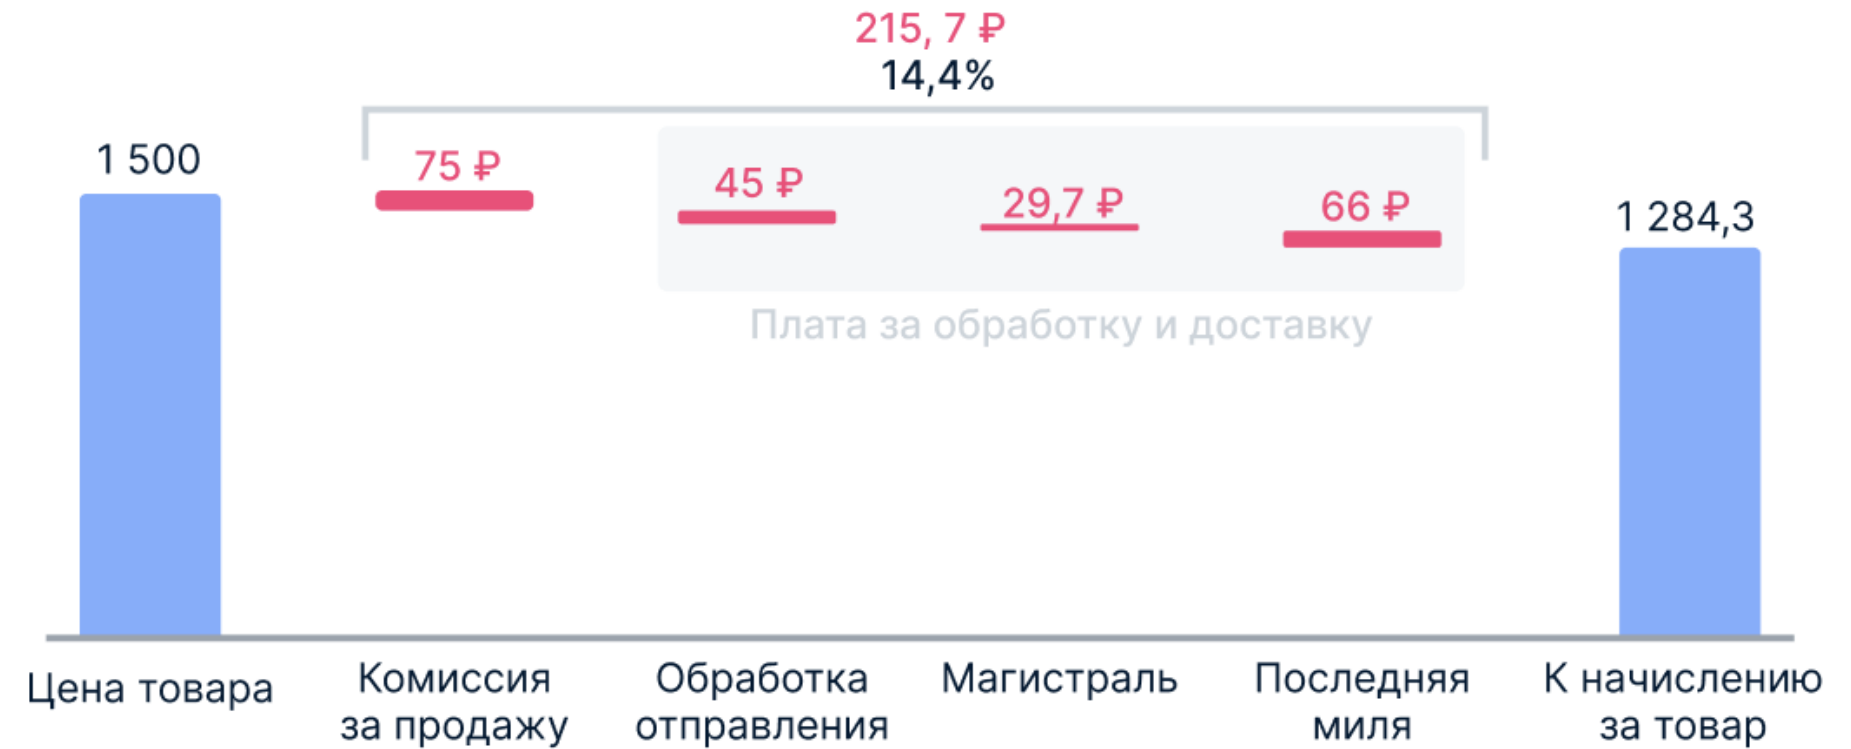 215, 7 ₽
14,4%
1 500
75 ₽
45 ₽
29,7 ₽
66 ₽
1 284,3
Плата за обработку и доставку
Цена товара
Комиссия
за продажу
Обработка
отправления
Магистраль
Последняя
миля
К начислению
за товар